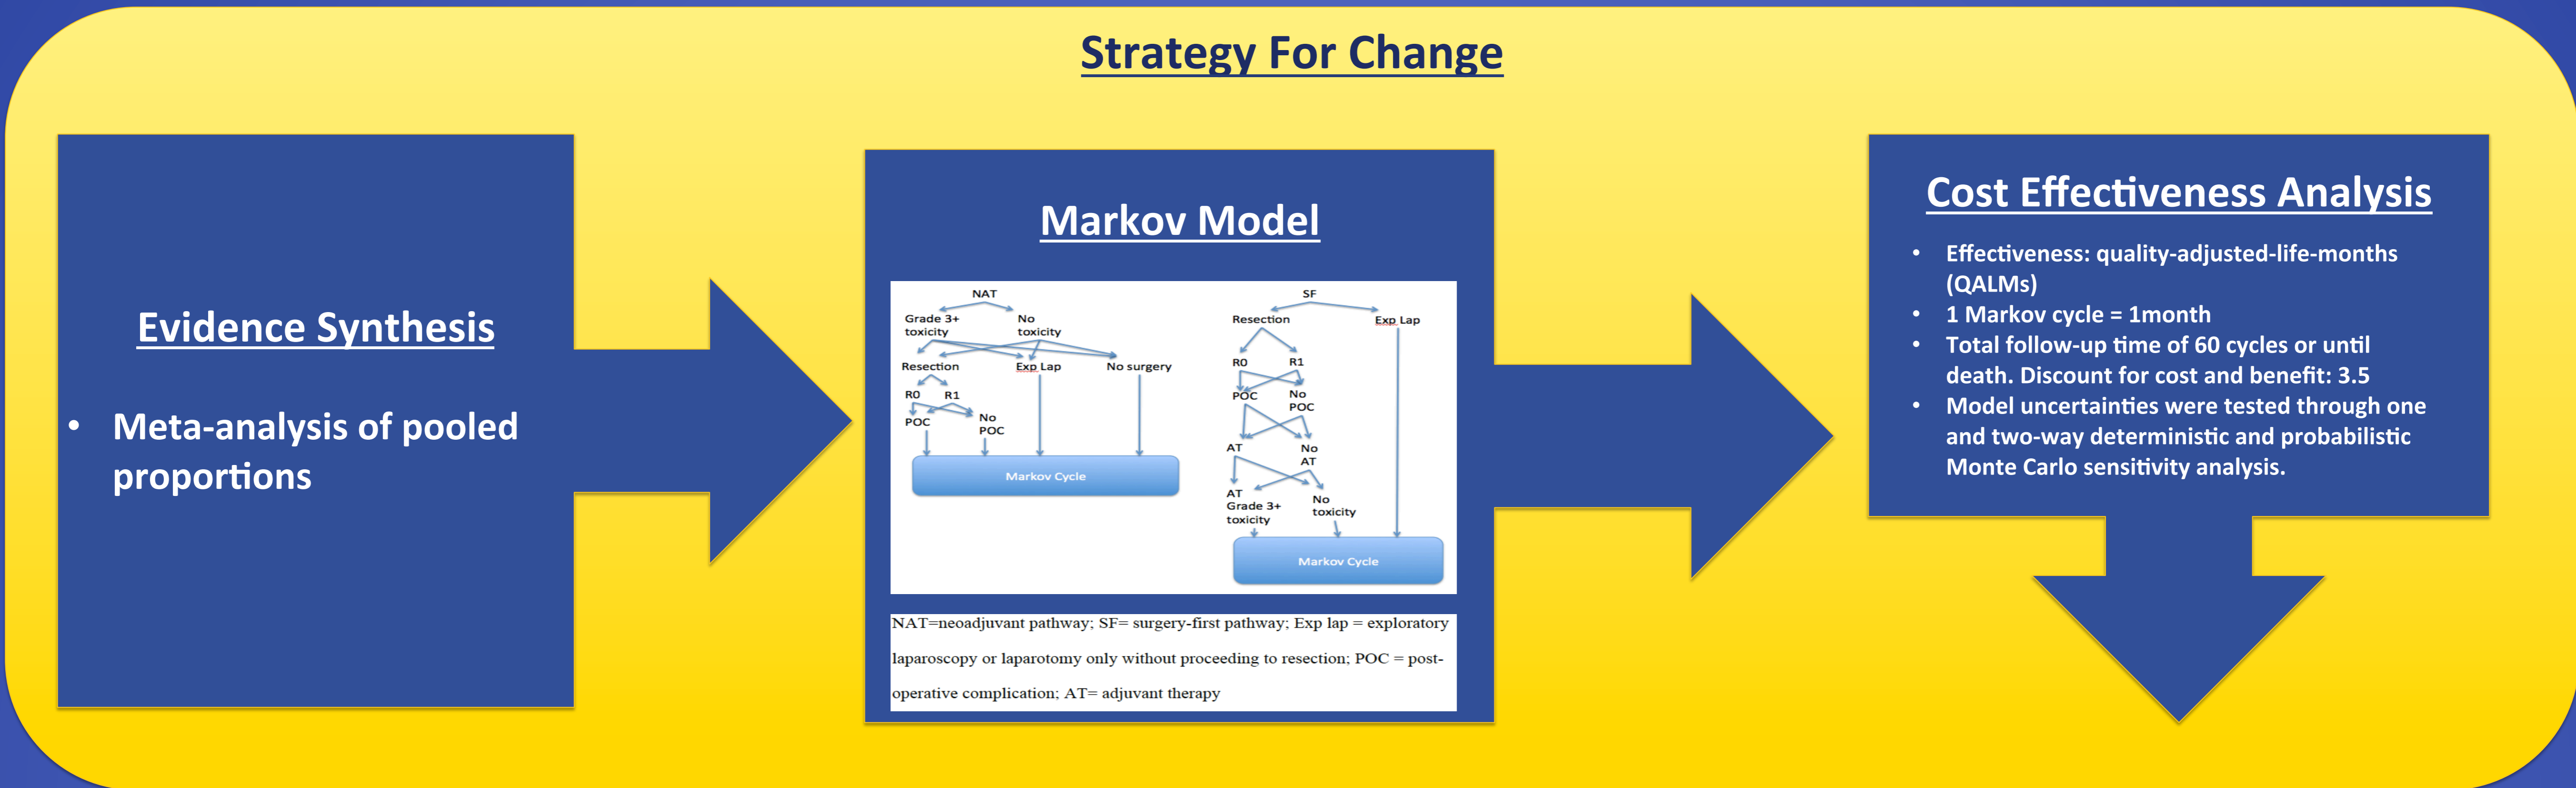 Strategy For Change
Evidence Synthesis
• Meta-analysis of pooled
proportions
Markov Model
NAT
Grade 3+
toxicity
No
toxicity
Resection
Exp Lap
No surgery
R0
R1
POC
No
POC
Markov Cycle
SF
Resection
Exp Lap
R0
R1
POC
No
POC
AT
No
AT
AT
Grade 3+
toxicity
No
toxicity
Markov Cycle
NAT=neoadjuvant pathway; SF= surgery-first pathway; Exp lap = exploratory
laparoscopy or laparotomy only without proceeding to resection; POC = post-
operative complication; AT= adjuvant therapy
Cost Effectiveness Analysis
• Effectiveness: quality-adjusted-life-months
(QALMs)
• 1 Markov cycle = 1month
• Total follow-up time of 60 cycles or until
death. Discount for cost and benefit: 3.5
• Model uncertainties were tested through one
and two-way deterministic and probabilistic
Monte Carlo sensitivity analysis.